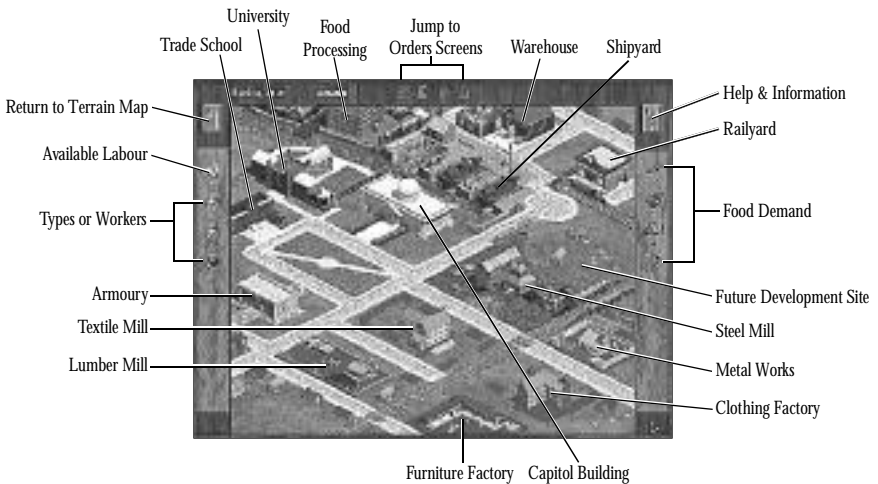 University
Trade School
Food
Processing
Jump to
Orders Screens
Warehouse
Shipyard
Return to Terrain Map
Available Labour
Types or Workers
Armoury
Textile Mill
Lumber Mill
Help & Information
Railyard
Food Demand
Future Development Site
Steel Mill
Metal Works
Clothing Factory
Furniture Factory
Capitol Building